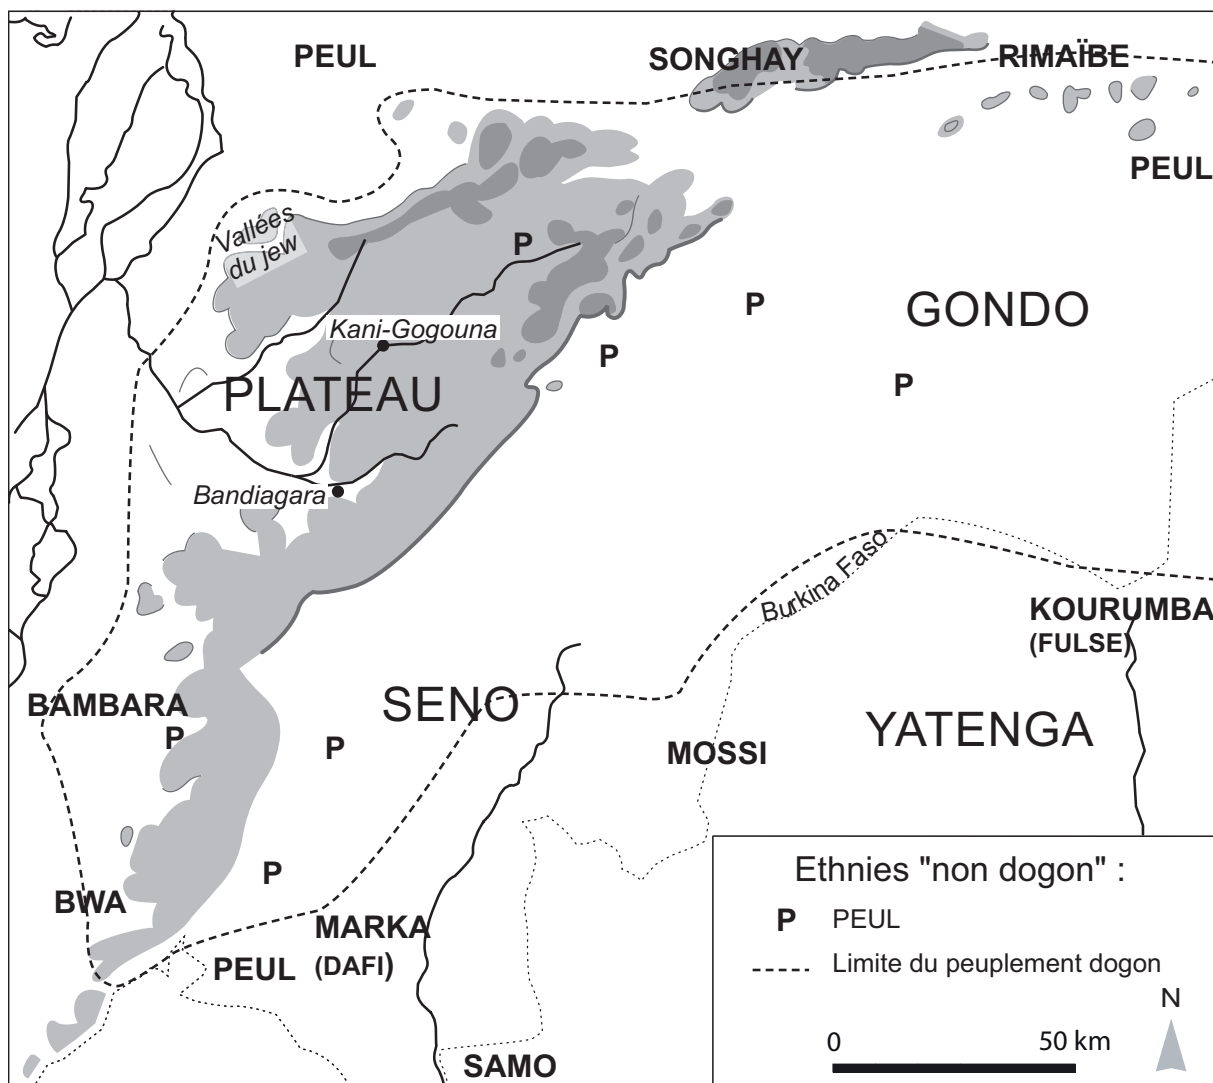 PEUL
SONGHAY
RIMAÏBE
PEUL
Vallées
du jew
P
P
GONDO
Kani-Gogouna
P
P
PLATEAU
Bandiagara
Burkina Faso
KOURUMBA
(FULSE)
BAMBARA
P
SENO
P
MOSSI
YATENGA
P
BWA
MARKA
(DAFI)
PEUL
SAMO
Ethnies "non dogon" :
P PEUL
Limite du peuplement dogon
N
0 50 km